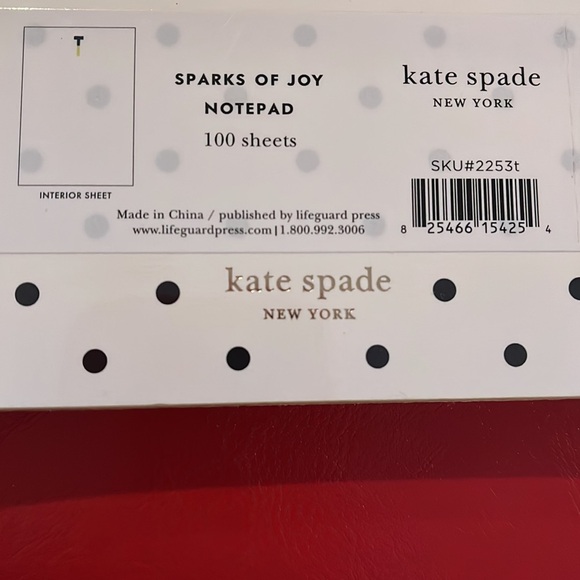 T
SPARKS OF JOY
NOTEPAD
100 sheets
INTERIOR SHEET
kate spade
NEW YORK
SKU#2253t
8 25466 15425 4
Made in China / published by lifeguard press
www.lifeguardpress.com | 1.800.992.3006
kate spade
NEW YORK